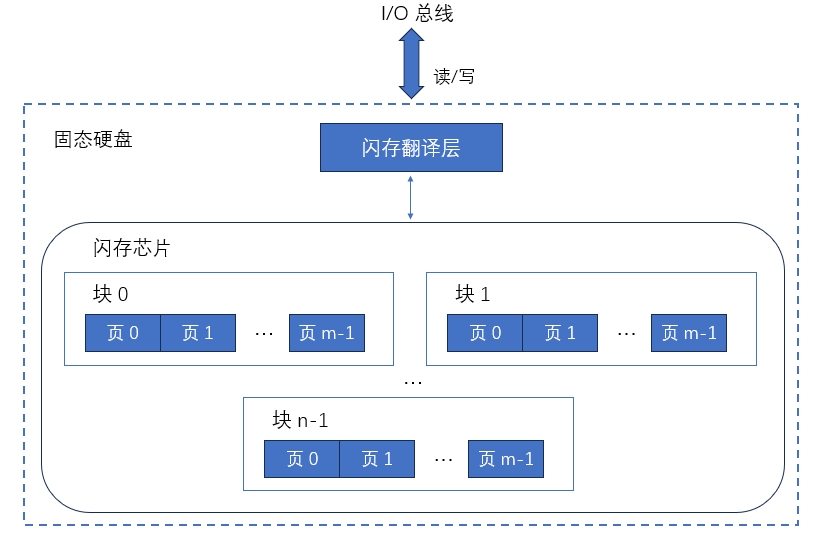 I/O 总线
读/写
固态硬盘
闪存翻译层
闪存芯片
块 0
页 0 页 1 … 页 m-1
块 1
页 0 页 1 … 页 m-1
…
块 n-1
页 0 页 1 … 页 m-1